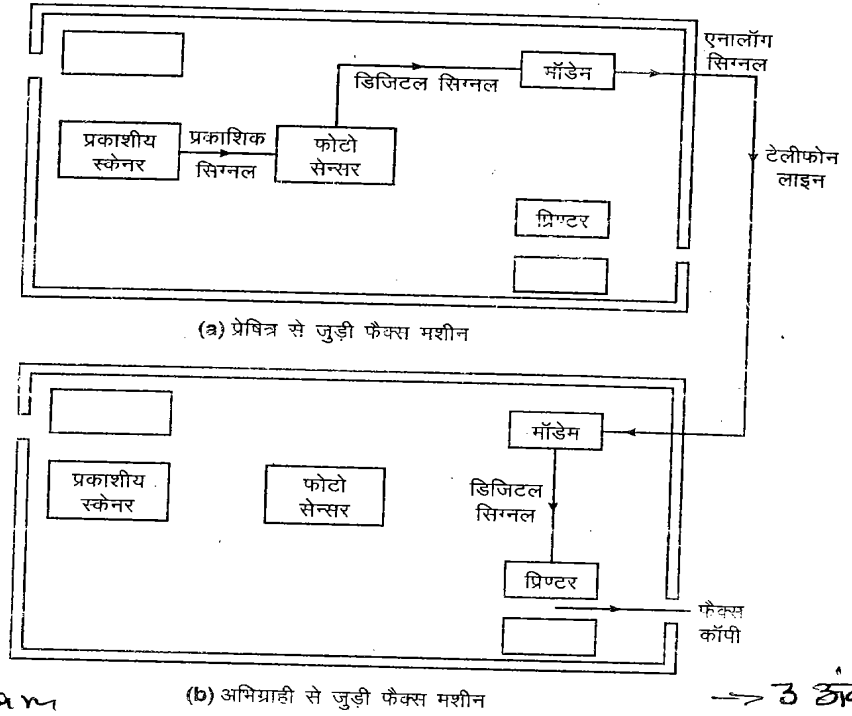 एनालॉग
सिग्नल
मॉडेम
डिजिटल सिग्नल
प्रकाशीय
स्केनर
प्रकाशिक
सिग्नल
फोटो
सेन्सर
टेलीफोन
लाइन
प्रिण्टर
(a) प्रेषित्र से जुड़ी फैक्स मशीन
मॉडेम
प्रकाशीय
स्केनर
फोटो
सेन्सर
डिजिटल
सिग्नल
प्रिण्टर
फैक्स
कॉपी
(b) अभिग्राही से जुड़ी फैक्स मशीन
→ 3